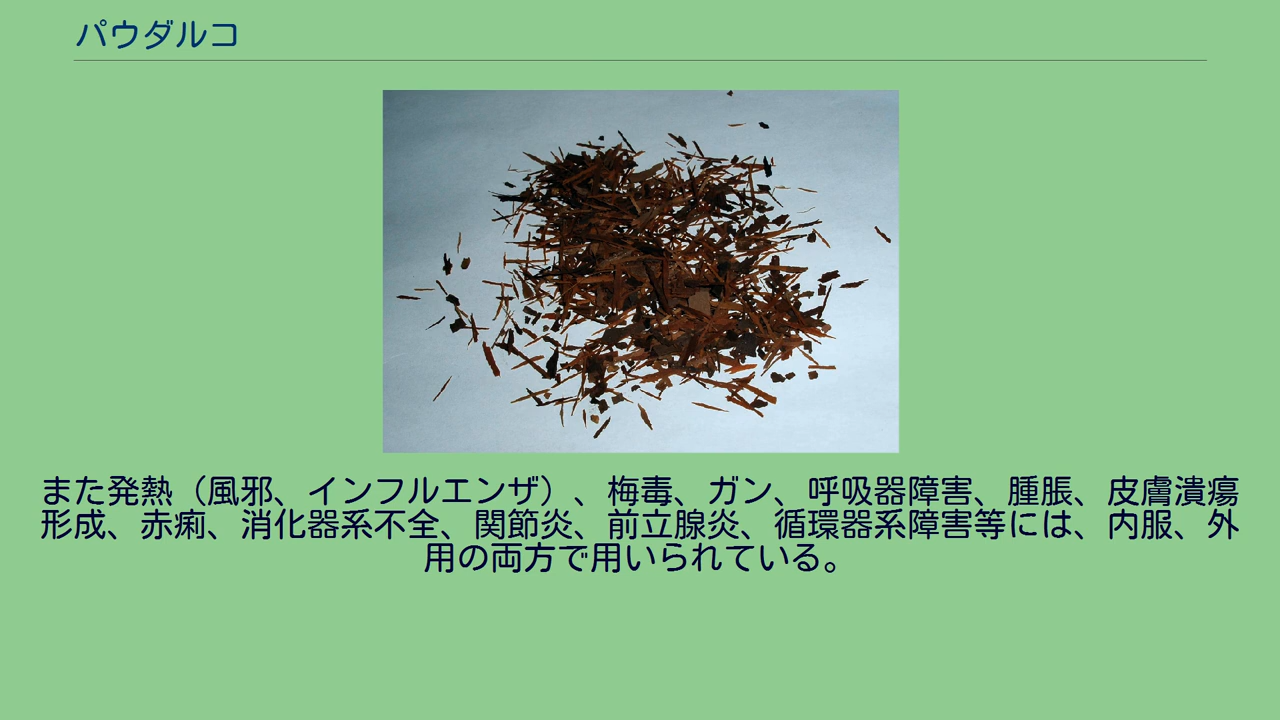 パウダルコ
また発熱（風邪、インフルエンザ）、梅毒、ガン、呼吸器障害、腫脹、皮膚潰瘍
形成、赤痢、消化器系不全、関節炎、前立腺炎、循環器系障害等には、内服、外
用の両方で用いられている。